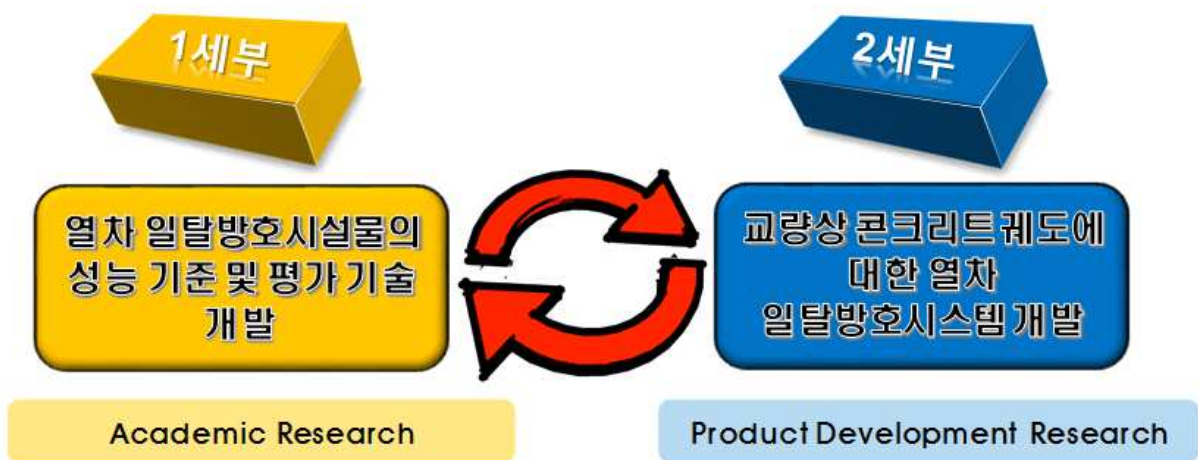 1세부
열차 일탈방호시설물의
성능 기준 및 평가 기술
개발
Academic Research
2세부
교량상 콘크리트궤도에
대한 열차
일탈방호시스템 개발
Product Development Research